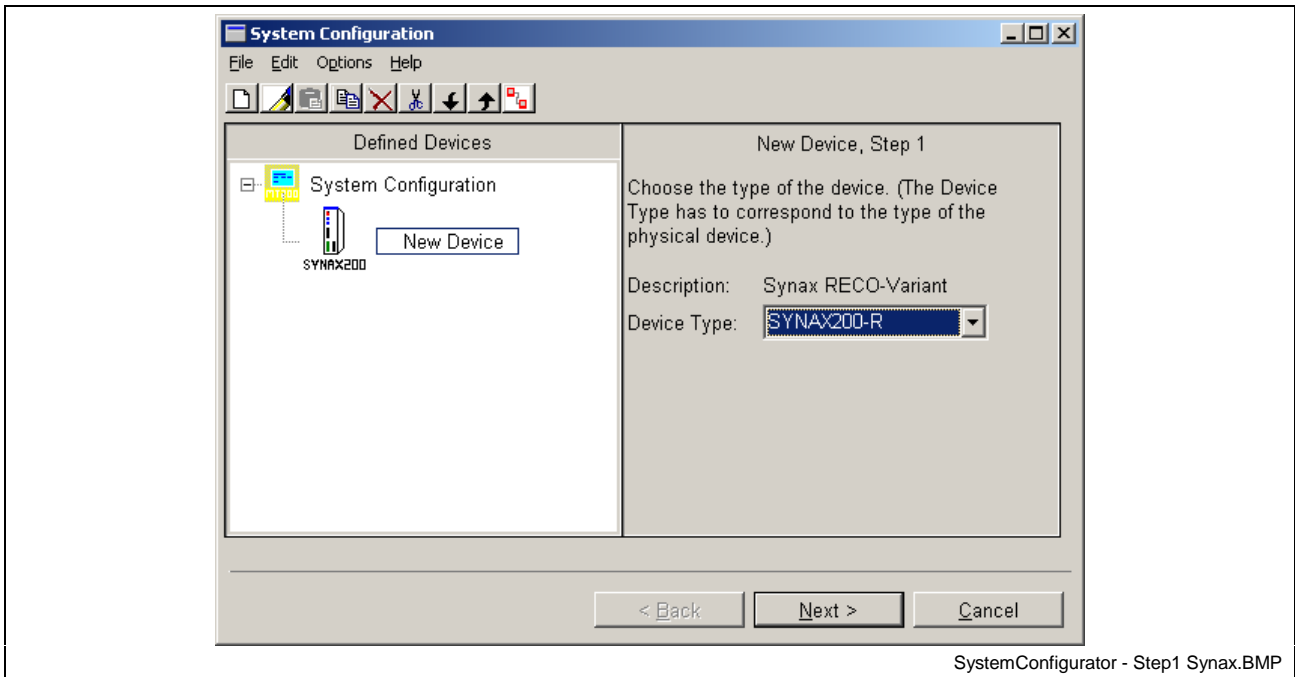 System Configuration
File Edit Options Help
Defined Devices
System Configuration
New Device
SYNAX200
New Device, Step 1
Choose the type of the device. (The Device
Type has to correspond to the type of the
physical device.)
Description: Synax RECO-Variant
Device Type: SYNAX200-R
< Back Next > Cancel
SystemConfigurator - Step1 Synax.BMP